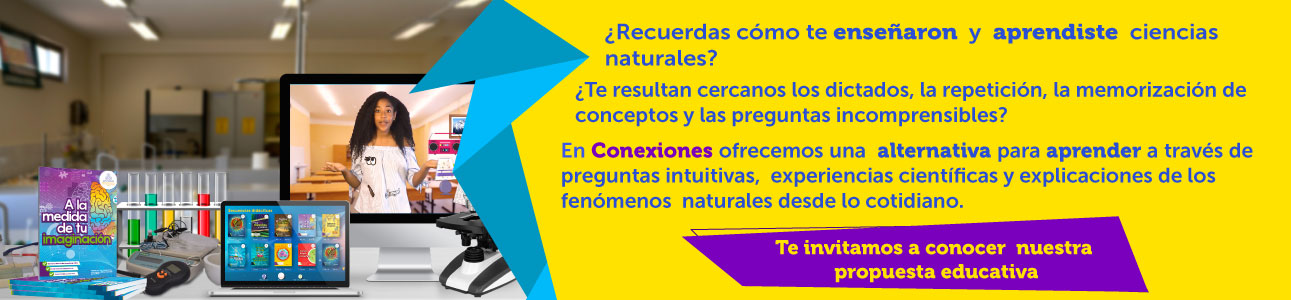 ¿Recuerdas cómo te enseñaron y aprendiste ciencias
naturales?
¿Te resultan cercanos los dictados, la repetición, la memorización de
conceptos y las preguntas incomprensibles?
En Conexiones ofrecemos una alternativa para aprender a través de
preguntas intuitivas, experiencias científicas y explicaciones de los
fenómenos naturales desde lo cotidiano.
Te invitamos a conocer nuestra
propuesta educativa
A la
medida
de tu
imaginación